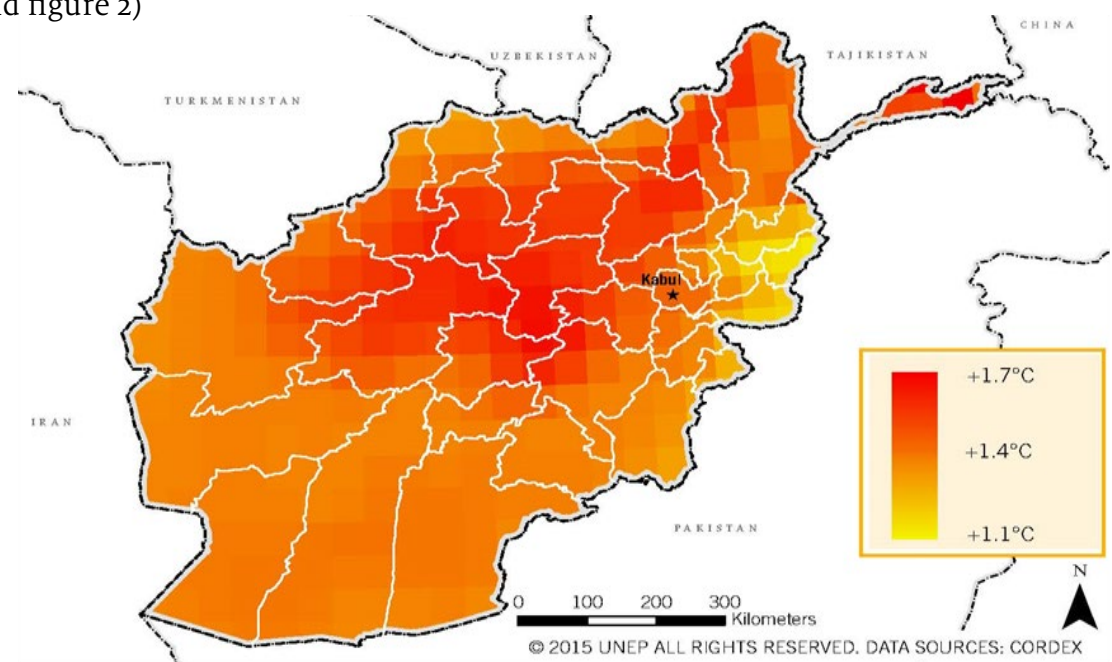 d figure 2)
CHINA
UZBEKISTAN
TAJIKISTAN
TURKMENISTAN
Kabul
+1.7°C
+1.4°C
IRAN
PAKISTAN
+1.1°C
N
0 100 200 300
Kilometers
© 2015 UNEP ALL RIGHTS RESERVED. DATA SOURCES: CORDEX